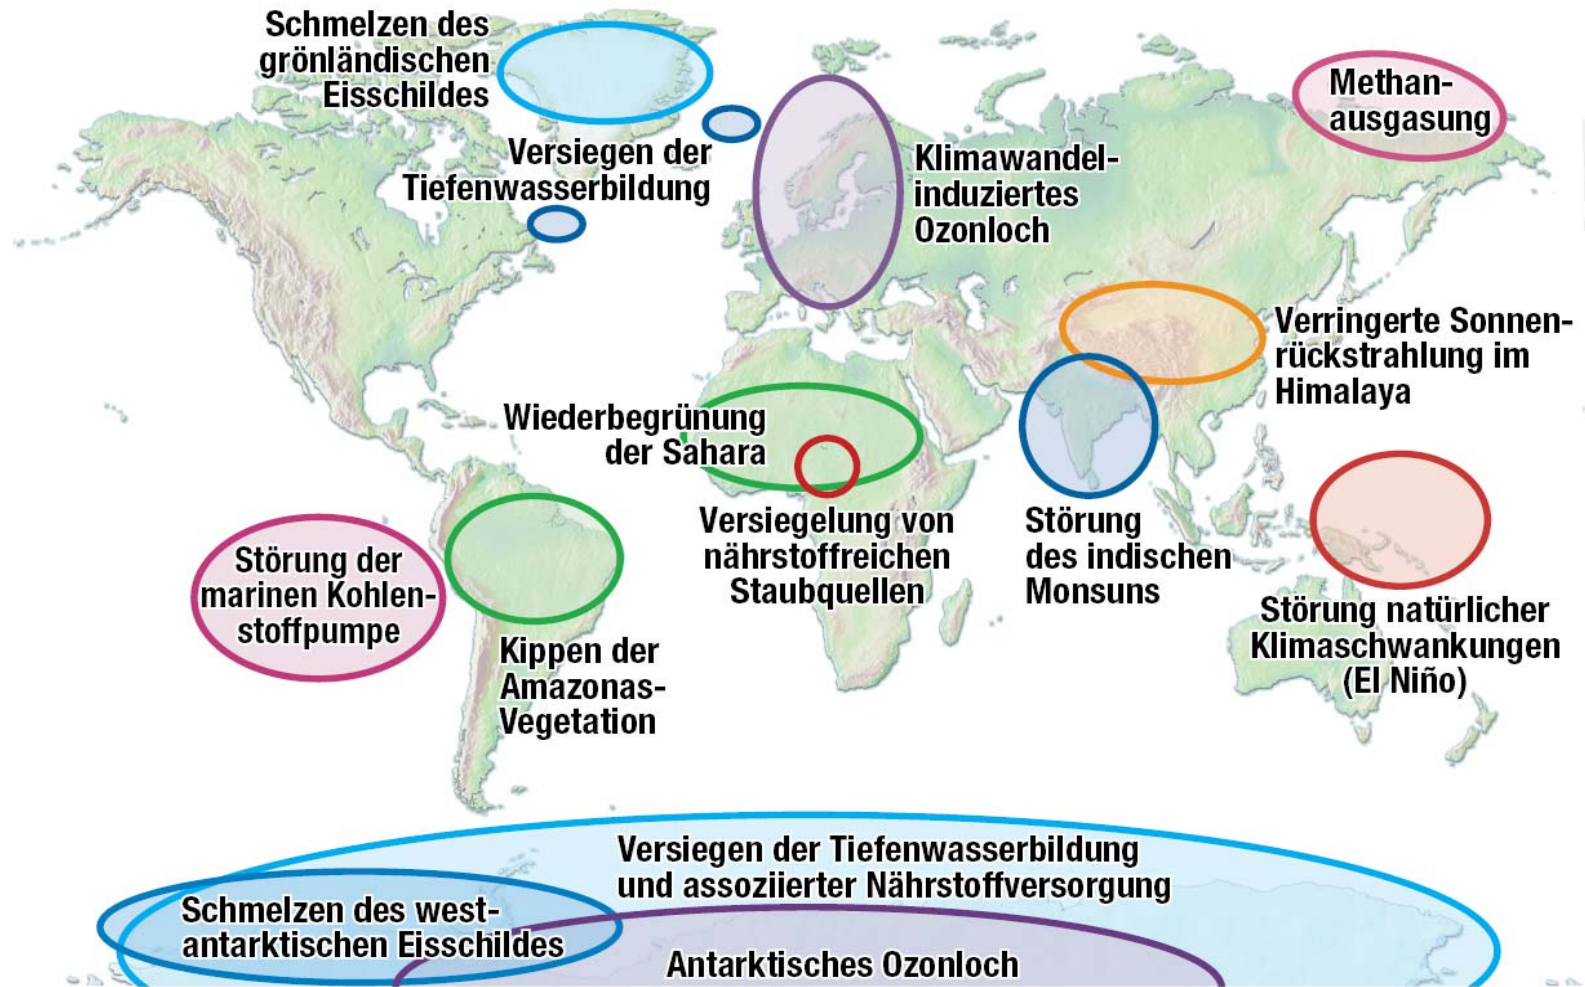 Schmelzen des
grönländischen
Eisschildes
Versiegen der
Tiefenwasserbildung
Klimawandel-
induziertes
Ozonloch
Methan-
ausgasung
Verringerte Sonnen-
rückstrahlung im
Himalaya
Wiederbegrünung
der Sahara
Versiegelung von
nährstoffreichen
Staubquellen
Störung
des indischen
Monsuns
Störung der
marinen Kohlen-
stoffpumpe
Kippen der
Amazonas-
Vegetation
Störung natürlicher
Klimaschwankungen
(El Niño)
Versiegen der Tiefenwasserbildung
und assoziierter Nährstoffversorgung
Schmelzen des west-
antarktischen Eisschildes
Antarktisches Ozonloch